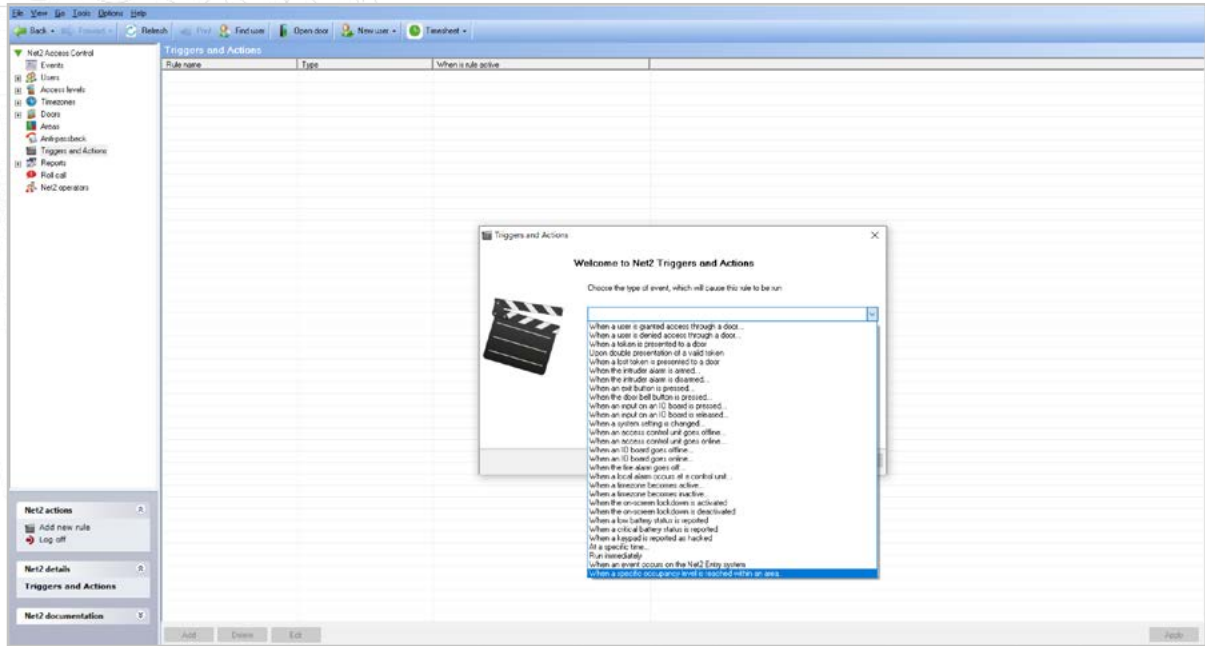 File View Go Tools Options Help
Back Forward Refresh Print Find user Open door New user Timesheet
Net2 Access Control
Events
Users
Access levels
Timezones
Doors
Areas
Anti-passback
Triggers and Actions
Reports
Roll call
Net2 operators
Triggers and Actions
Rule name Type When is rule active
Triggers and Actions
Welcome to Net2 Triggers and Actions
Choose the type of event, which will cause this rule to be run
When a user is granted access through a door...
When a user is denied access through a door...
When a token is presented to a door
Upon double presentation of a valid token
When a lost token is presented to a door
When the intruder alarm is armed...
When the intruder alarm is disarmed...
When an exit button is pressed...
When the door bell button is pressed...
When an input on an IO board is pressed...
When an input on an IO board is released...
When a system setting is changed...
When an access control unit goes offline...
When an access control unit goes online...
When an IO board goes offline...
When an IO board goes online...
When the fire alarm goes off...
When a local alarm occurs at a control unit...
When a timezone becomes active...
When a timezone becomes inactive...
When the on-screen lockdown is activated
When the on-screen lockdown is deactivated
When a low battery status is reported
When a critical battery status is reported
When a keypad is reported as hacked
At a specific time...
Run immediately
When an event occurs on the Net2 Entry system
When a specific occupancy level is reached within an area
Net2 actions
Add new rule
Log off
Net2 details
Triggers and Actions
Net2 documentation
Add Delete Edit Apply